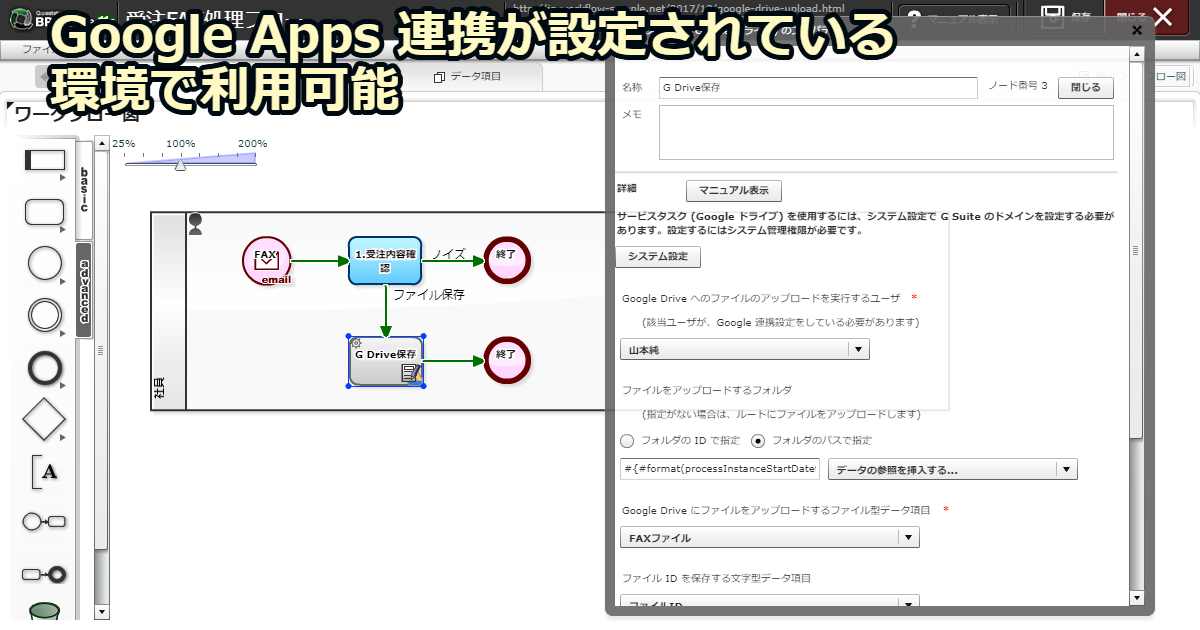 Google Apps 連携が設定されている
環境で利用可能
データ項目
ワークフロー図
25%
100%
200%
basic
advanced
A
社員
FAX
email
1.受注内容確
認
ノイズ
終了
ファイル保存
G Drive保存
終了
名称
G Drive保存
ノード番号 3
閉じる
メモ
詳細
マニュアル表示
サービスタスク (Google ドライブ) を使用するには、システム設定で G Suite のドメインを設定する必要が
あります。設定するにはシステム管理権限が必要です。
システム設定
Google Drive へのファイルのアップロードを実行するユーザ *
(該当ユーザが、Google 連携設定をしている必要があります)
山本純
ファイルをアップロードするフォルダ
(指定がない場合は、ルートにファイルをアップロードします)
フォルダの ID で指定
フォルダのパスで指定
#{#format(processInstanceStartDate
データの参照を挿入する...
Google Drive にファイルをアップロードするファイル型データ項目 *
FAXファイル
ファイル ID を保存する文字型データ項目
ファイルID